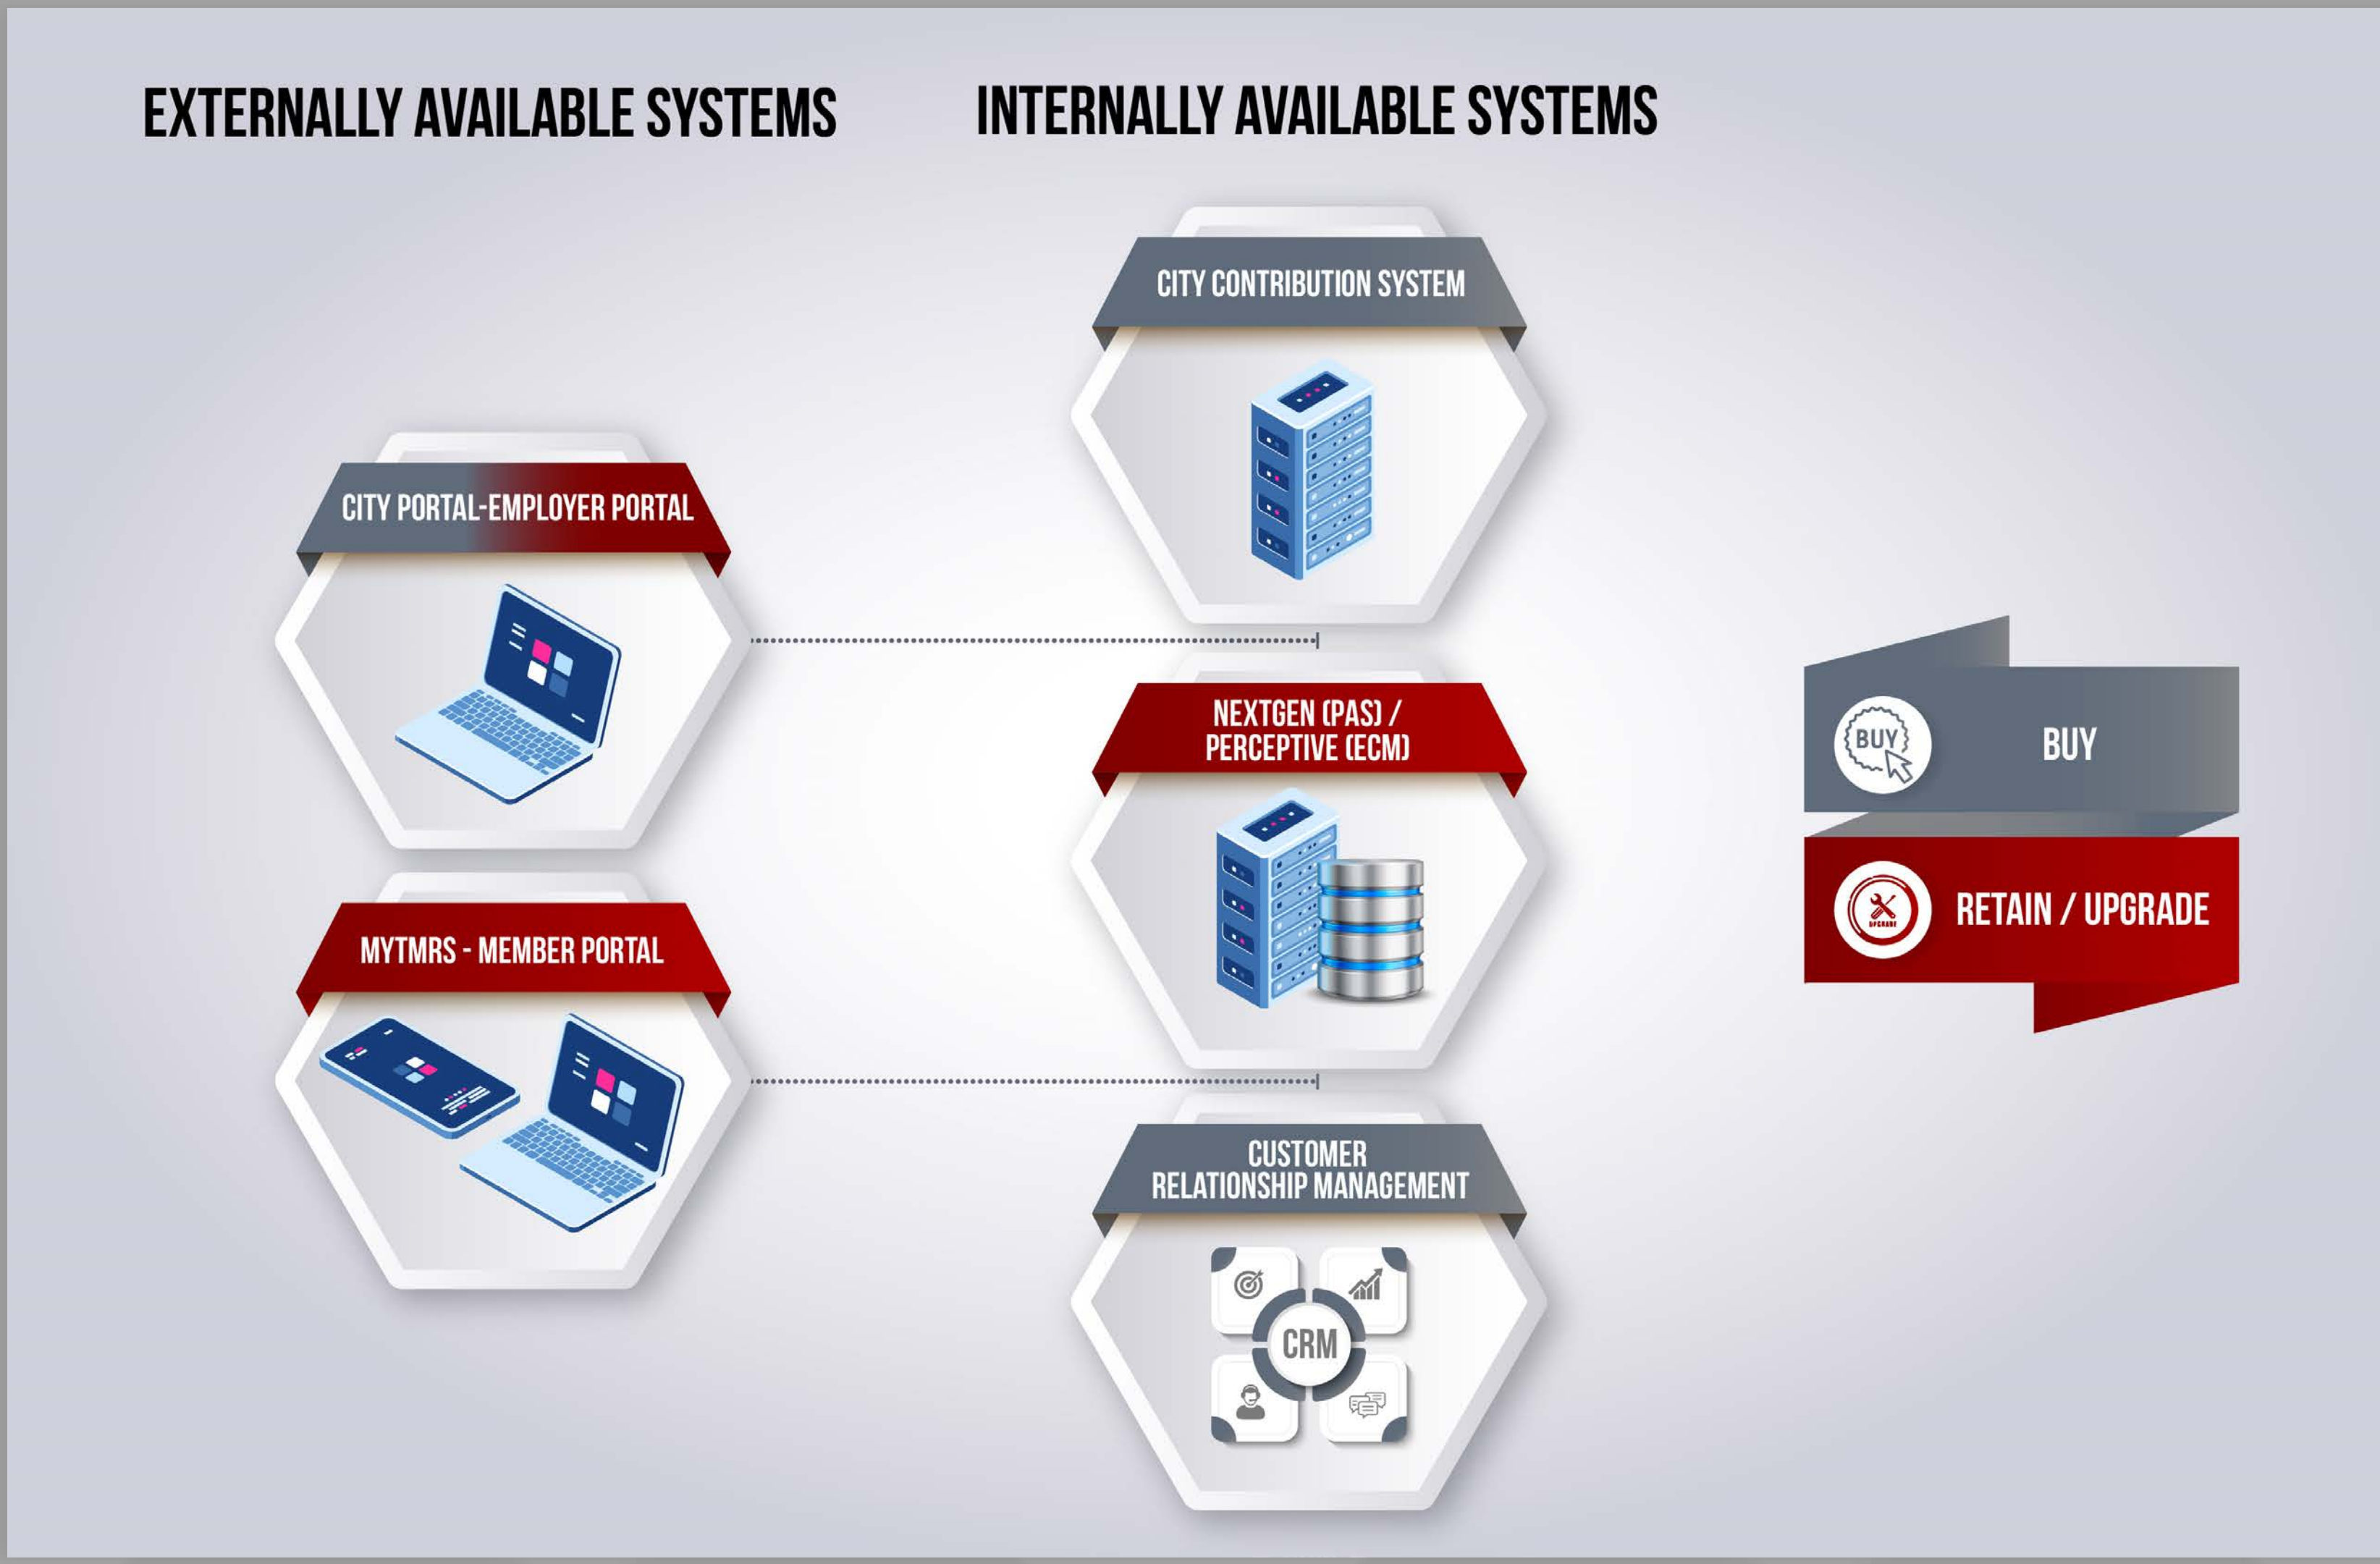 EXTERNALLY AVAILABLE SYSTEMS
INTERNALLY AVAILABLE SYSTEMS
CITY CONTRIBUTION SYSTEM
CITY PORTAL-EMPLOYER PORTAL
NEXTGEN (PAS) /
PERCEPTIVE (ECM)
MYTMRS - MEMBER PORTAL
CUSTOMER
RELATIONSHIP MANAGEMENT
CRM
BUY
BUY
UPGRADE
RETAIN / UPGRADE